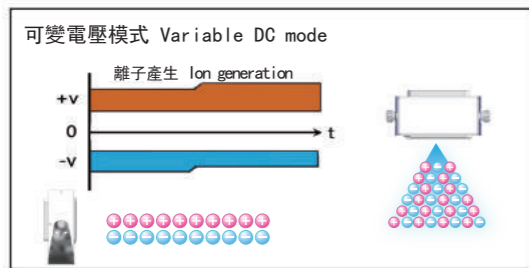 可變電壓模式 Variable DC mode
離子產生 Ion generation
+v
0
t
-v